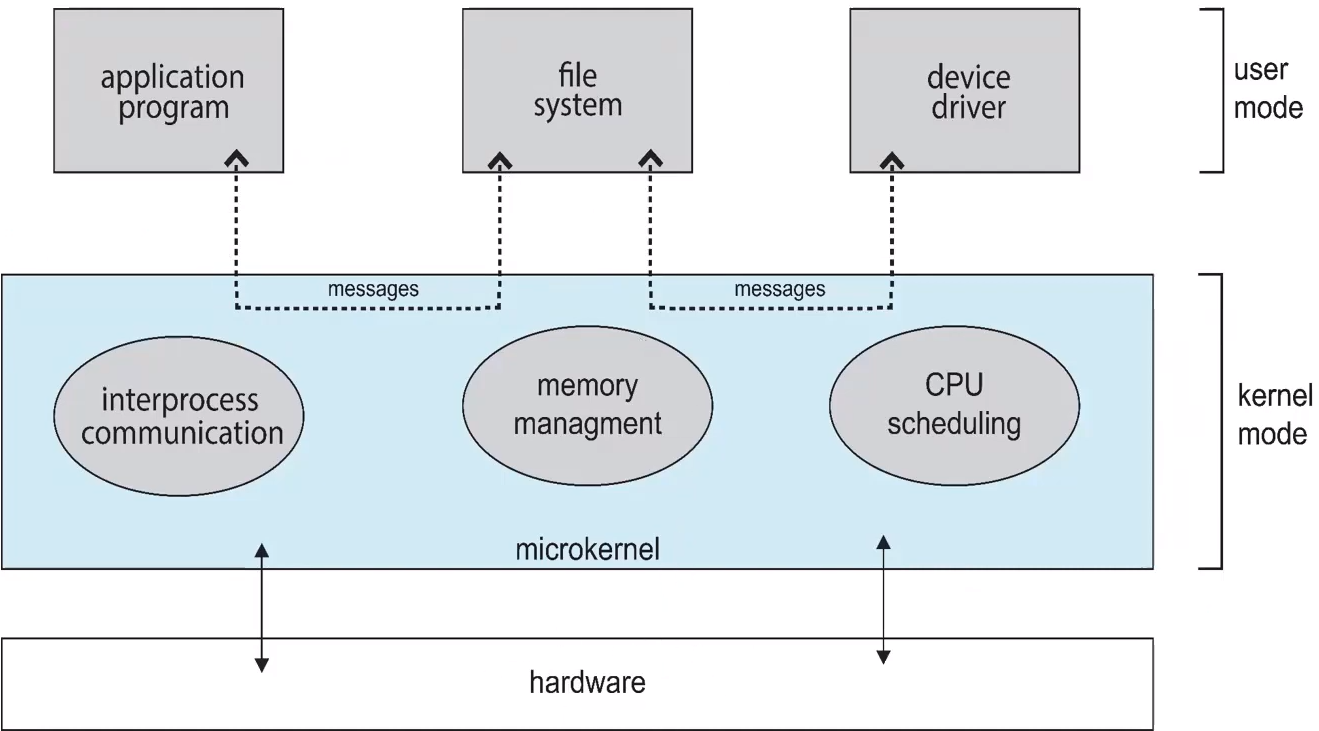 application
program
file
system
device
driver
user
mode
messages
messages
interprocess
communication
memory
managment
CPU
scheduling
kernel
mode
microkernel
hardware